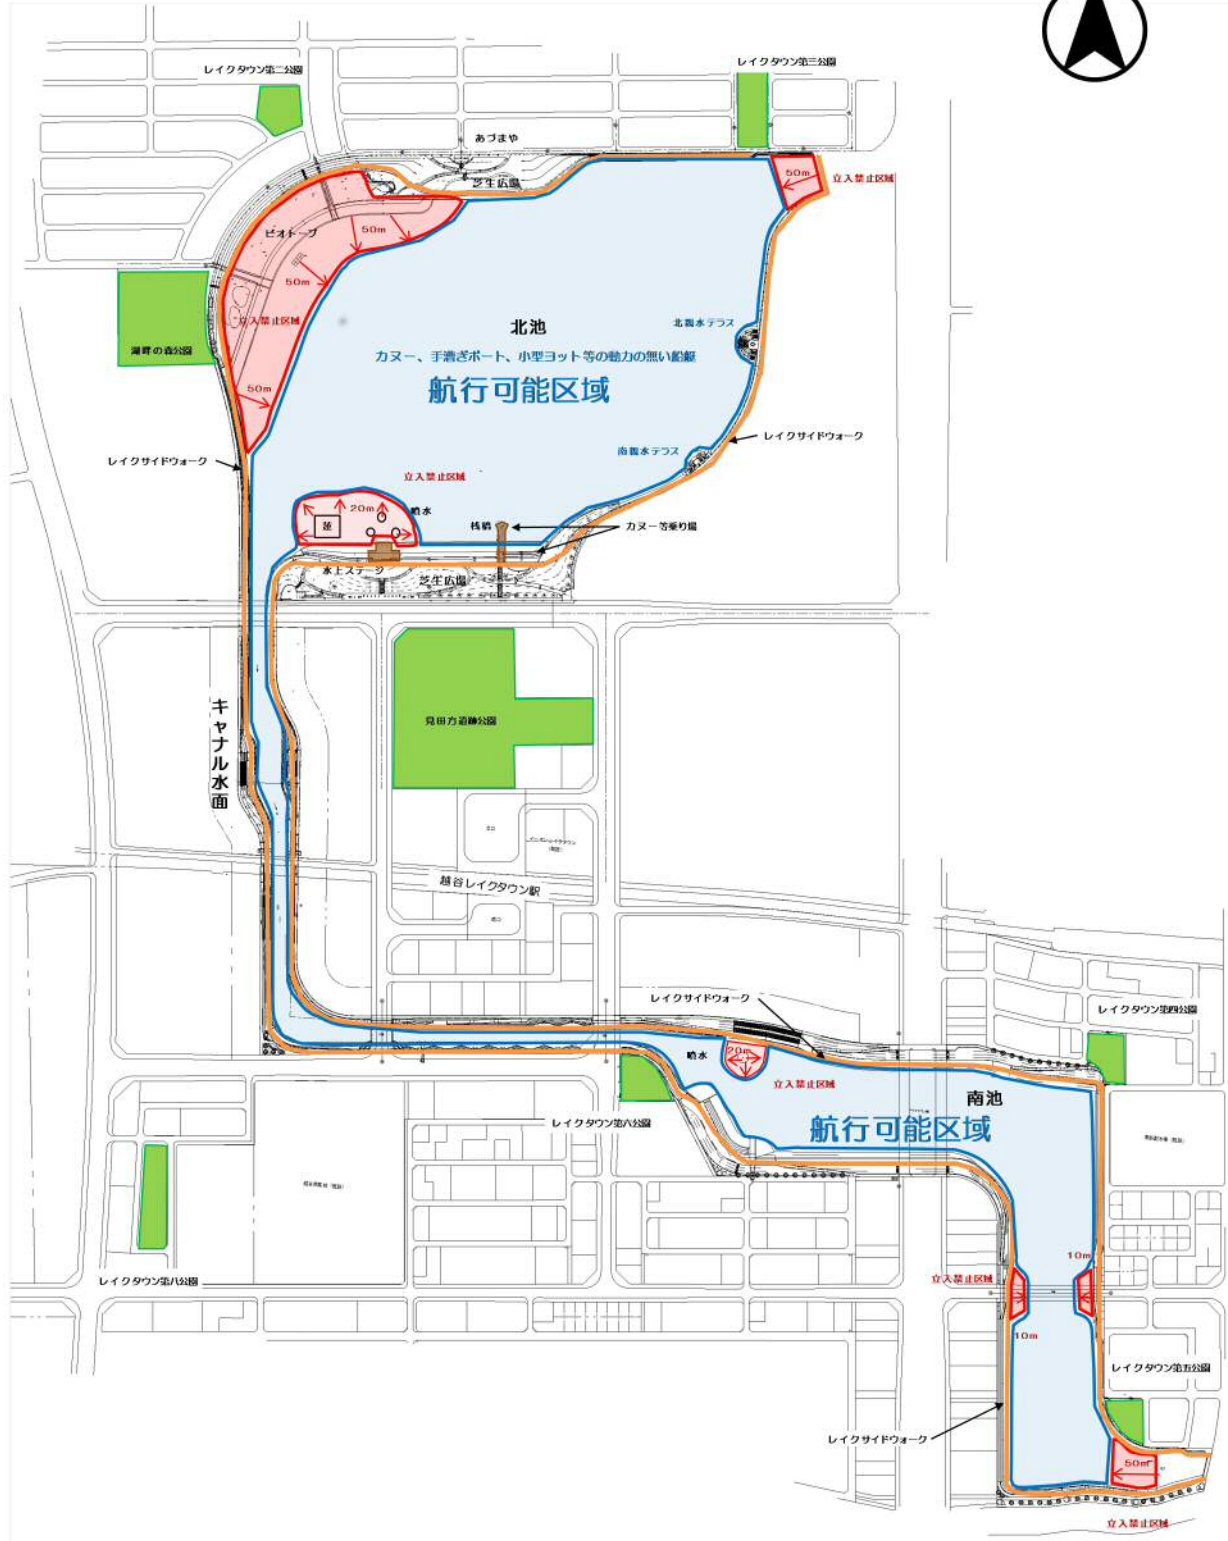 レイクタウン第二公園
レイクタウン第三公園
あづまや
芝生広場
50m
立入禁止区域
ビオトープ
50m
50m
立入禁止区域
湖畔の森公園
50m
北池
北親水テラス
カヌー、手漕ぎボート、小型ヨット等の動力の無い船艇
航行可能区域
レイクサイドウォーク
南親水テラス
レイクサイドウォーク
立入禁止区域
20m
噴水
蓮
桟橋
カヌー等乗り場
水上ステージ
芝生広場
キャナル水面
見田方遺跡公園
越谷レイクタウン駅
レイクサイドウォーク
レイクタウン第四公園
噴水
20m
立入禁止区域
南池
航行可能区域
レイクタウン第六公園
レイクタウン第八公園
10m
立入禁止区域
10m
レイクタウン第五公園
レイクサイドウォーク
50m
立入禁止区域